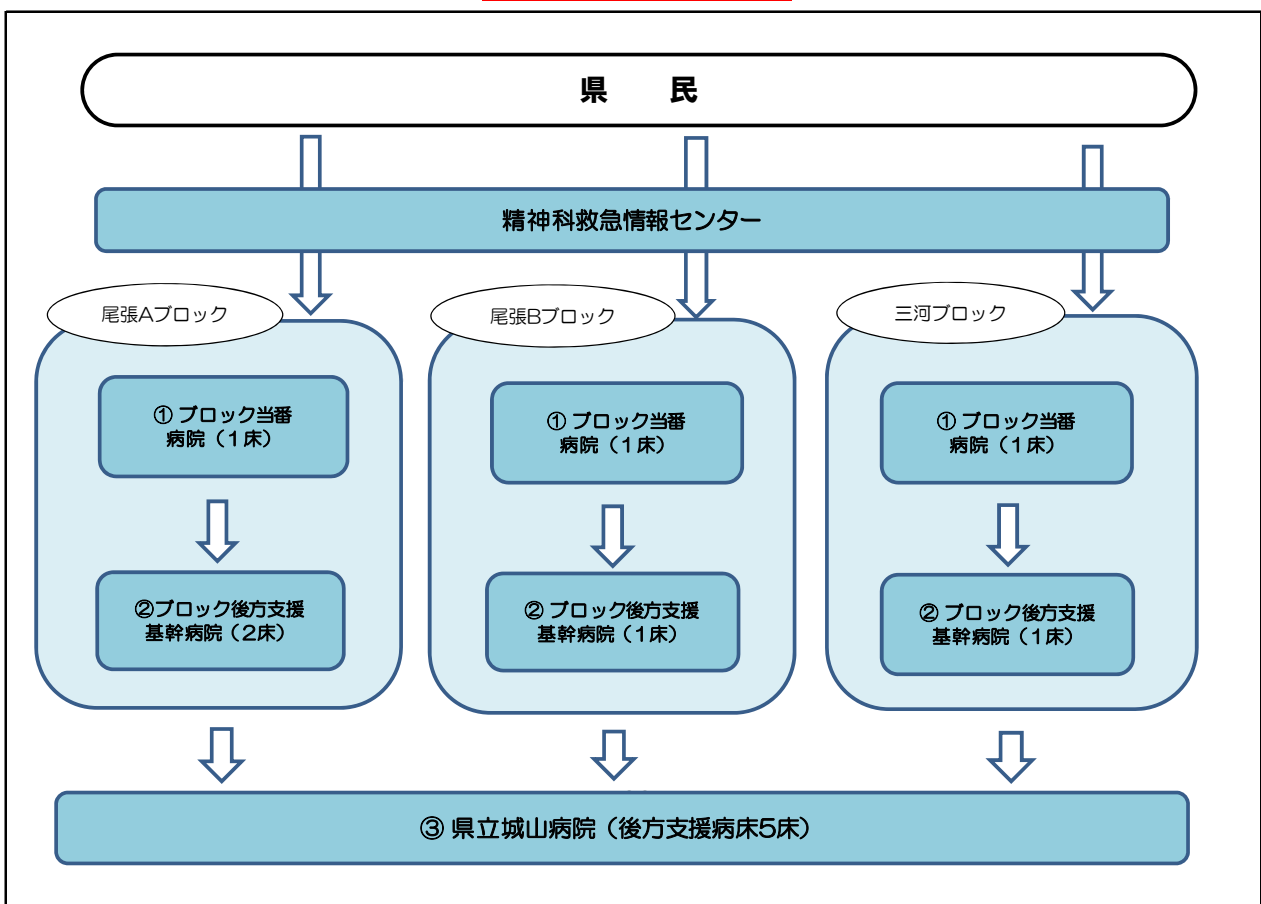 県　民
精神科救急情報センター
尾張Aブロック
尾張Bブロック
三河ブロック
① ブロック当番
病院（１床）
① ブロック当番
病院（１床）
① ブロック当番
病院（１床）
②ブロック後方支援
基幹病院（２床）
② ブロック後方支援
基幹病院（１床）
② ブロック後方支援
基幹病院（１床）
③ 県立城山病院（後方支援病床5床）